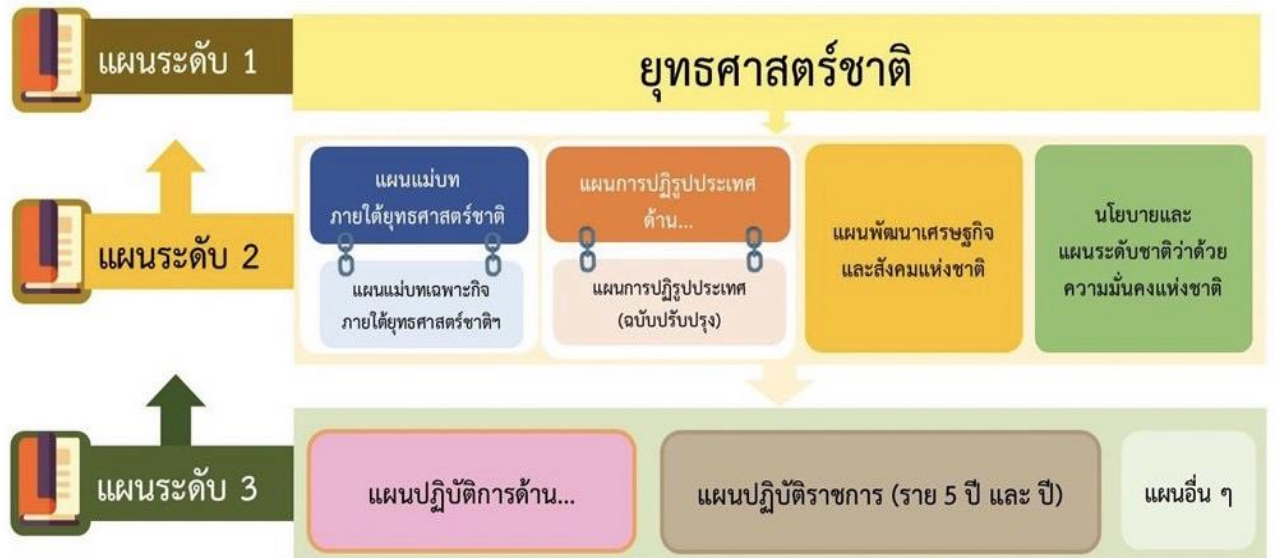 แผนระดับ 1
ยุทธศาสตร์ชาติ
แผนระดับ 2
แผนแม่บท
ภายใต้ยุทธศาสตร์ชาติ
แผนแม่บทเฉพาะกิจ
ภายใต้ยุทธศาสตร์ชาติฯ
แผนการปฏิรูปประเทศ
ด้าน...
แผนการปฏิรูปประเทศ
(ฉบับปรับปรุง)
แผนพัฒนาเศรษฐกิจ
และสังคมแห่งชาติ
นโยบายและ
แผนระดับชาติว่าด้วย
ความมั่นคงแห่งชาติ
แผนระดับ 3
แผนปฏิบัติการด้าน...
แผนปฏิบัติราชการ (ราย 5 ปี และ ปี)
แผนอื่น ๆ